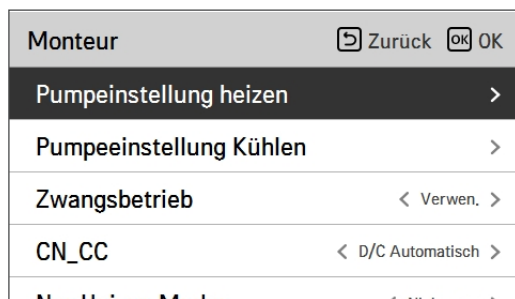 Monteur Zurück OK OK
Pumpeinstellung heizen >
Pumpeeinstellung Kühlen >
Zwangsbetrieb < Verwen. >
CN_CC < D/C Automatisch >